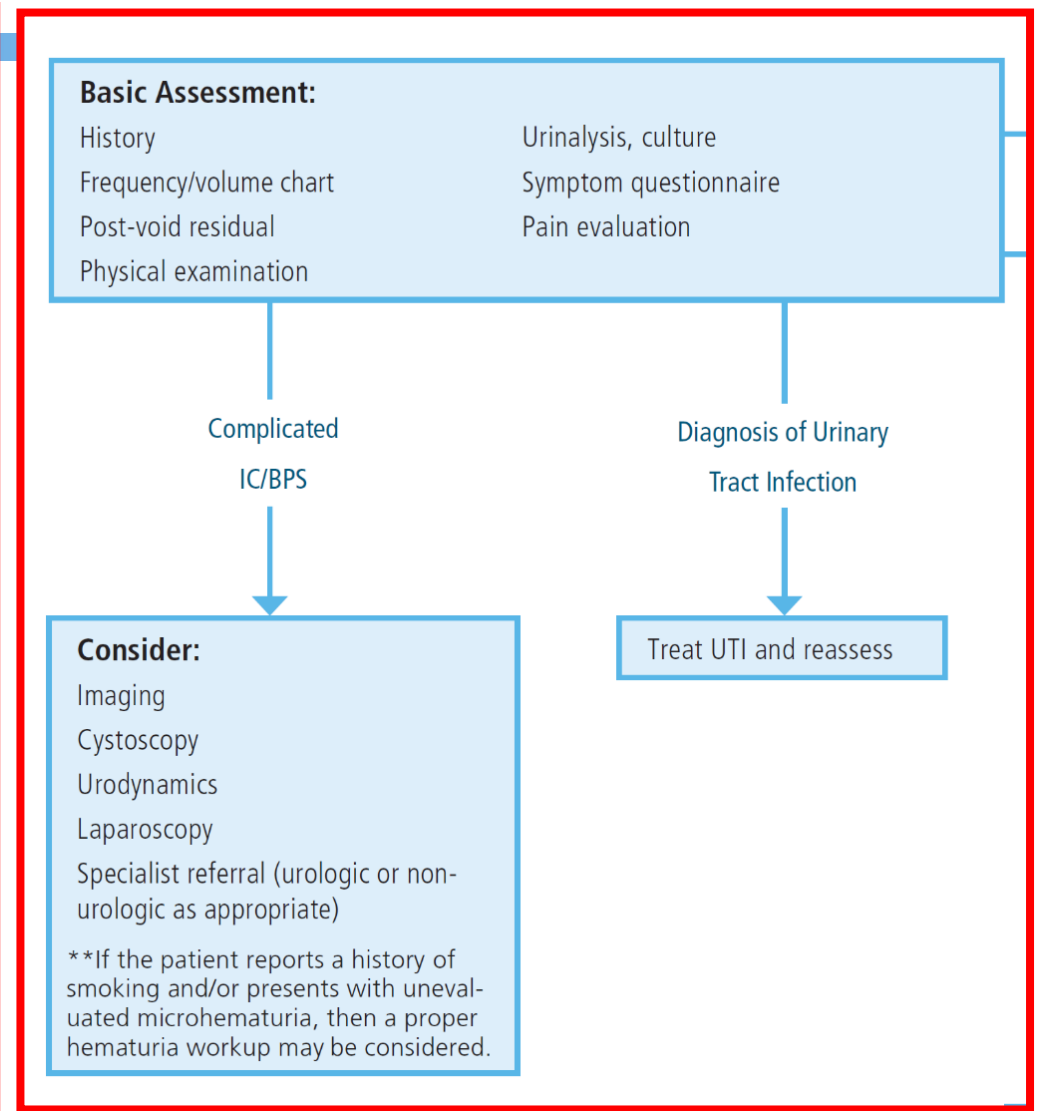 Basic Assessment:
History
Frequency/volume chart
Post-void residual
Physical examination
Urinalysis, culture
Symptom questionnaire
Pain evaluation
Complicated
IC/BPS
Diagnosis of Urinary
Tract Infection
Consider:
Imaging
Cystoscopy
Urodynamics
Laparoscopy
Specialist referral (urologic or non-
urologic as appropriate)
**If the patient reports a history of
smoking and/or presents with uneval-
uated microhematuria, then a proper
hematuria workup may be considered.
Treat UTI and reassess